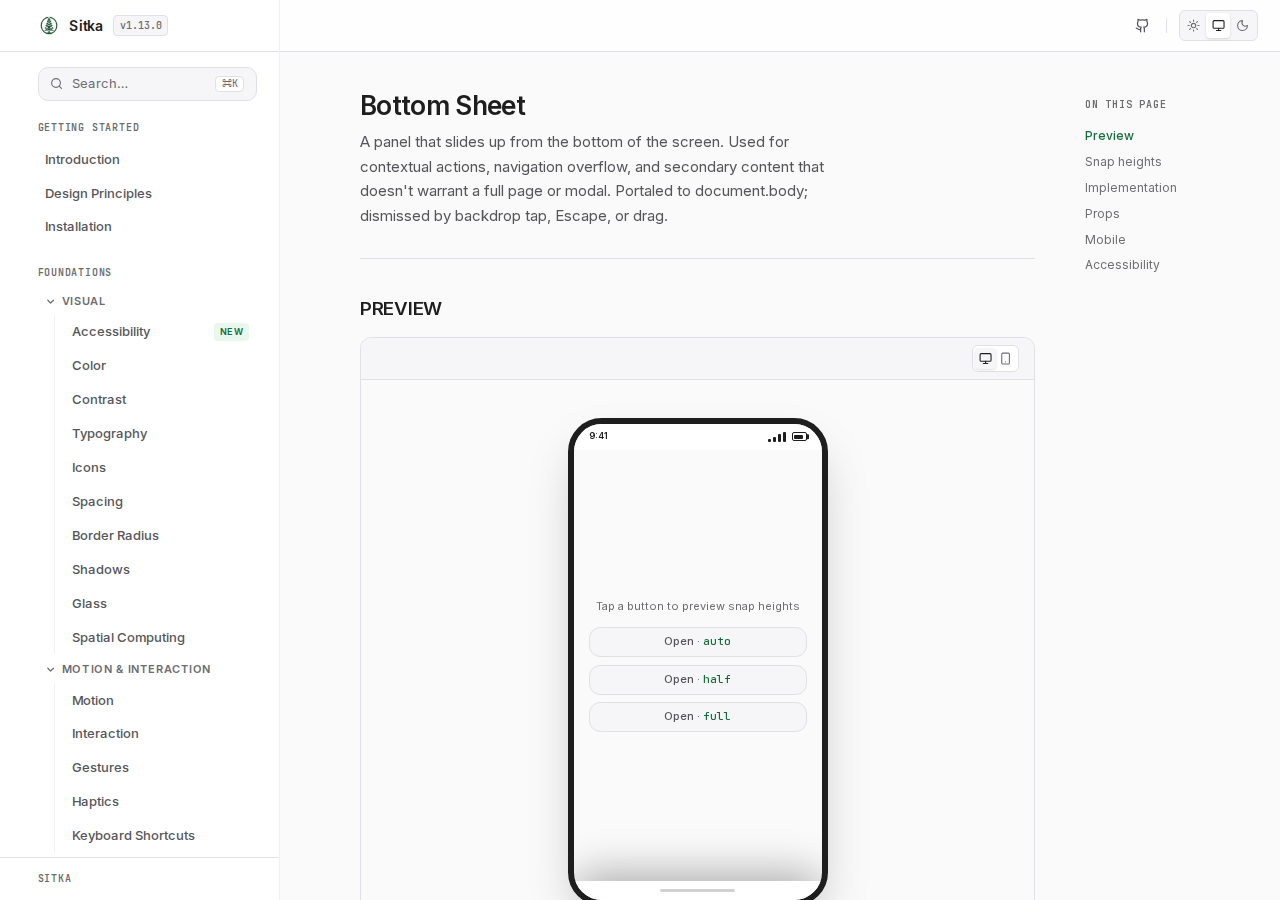 Sitka v1.13.0
Search... ⌘K
GETTING STARTED
Introduction
Design Principles
Installation
FOUNDATIONS
VISUAL
Accessibility NEW
Color
Contrast
Typography
Icons
Spacing
Border Radius
Shadows
Glass
Spatial Computing
MOTION & INTERACTION
Motion
Interaction
Gestures
Haptics
Keyboard Shortcuts
SITKA
Bottom Sheet
A panel that slides up from the bottom of the screen. Used for
contextual actions, navigation overflow, and secondary content that
doesn't warrant a full page or modal. Portaled to document.body;
dismissed by backdrop tap, Escape, or drag.
PREVIEW
9:41
Tap a button to preview snap heights
Open · auto
Open · half
Open · full
ON THIS PAGE
Preview
Snap heights
Implementation
Props
Mobile
Accessibility